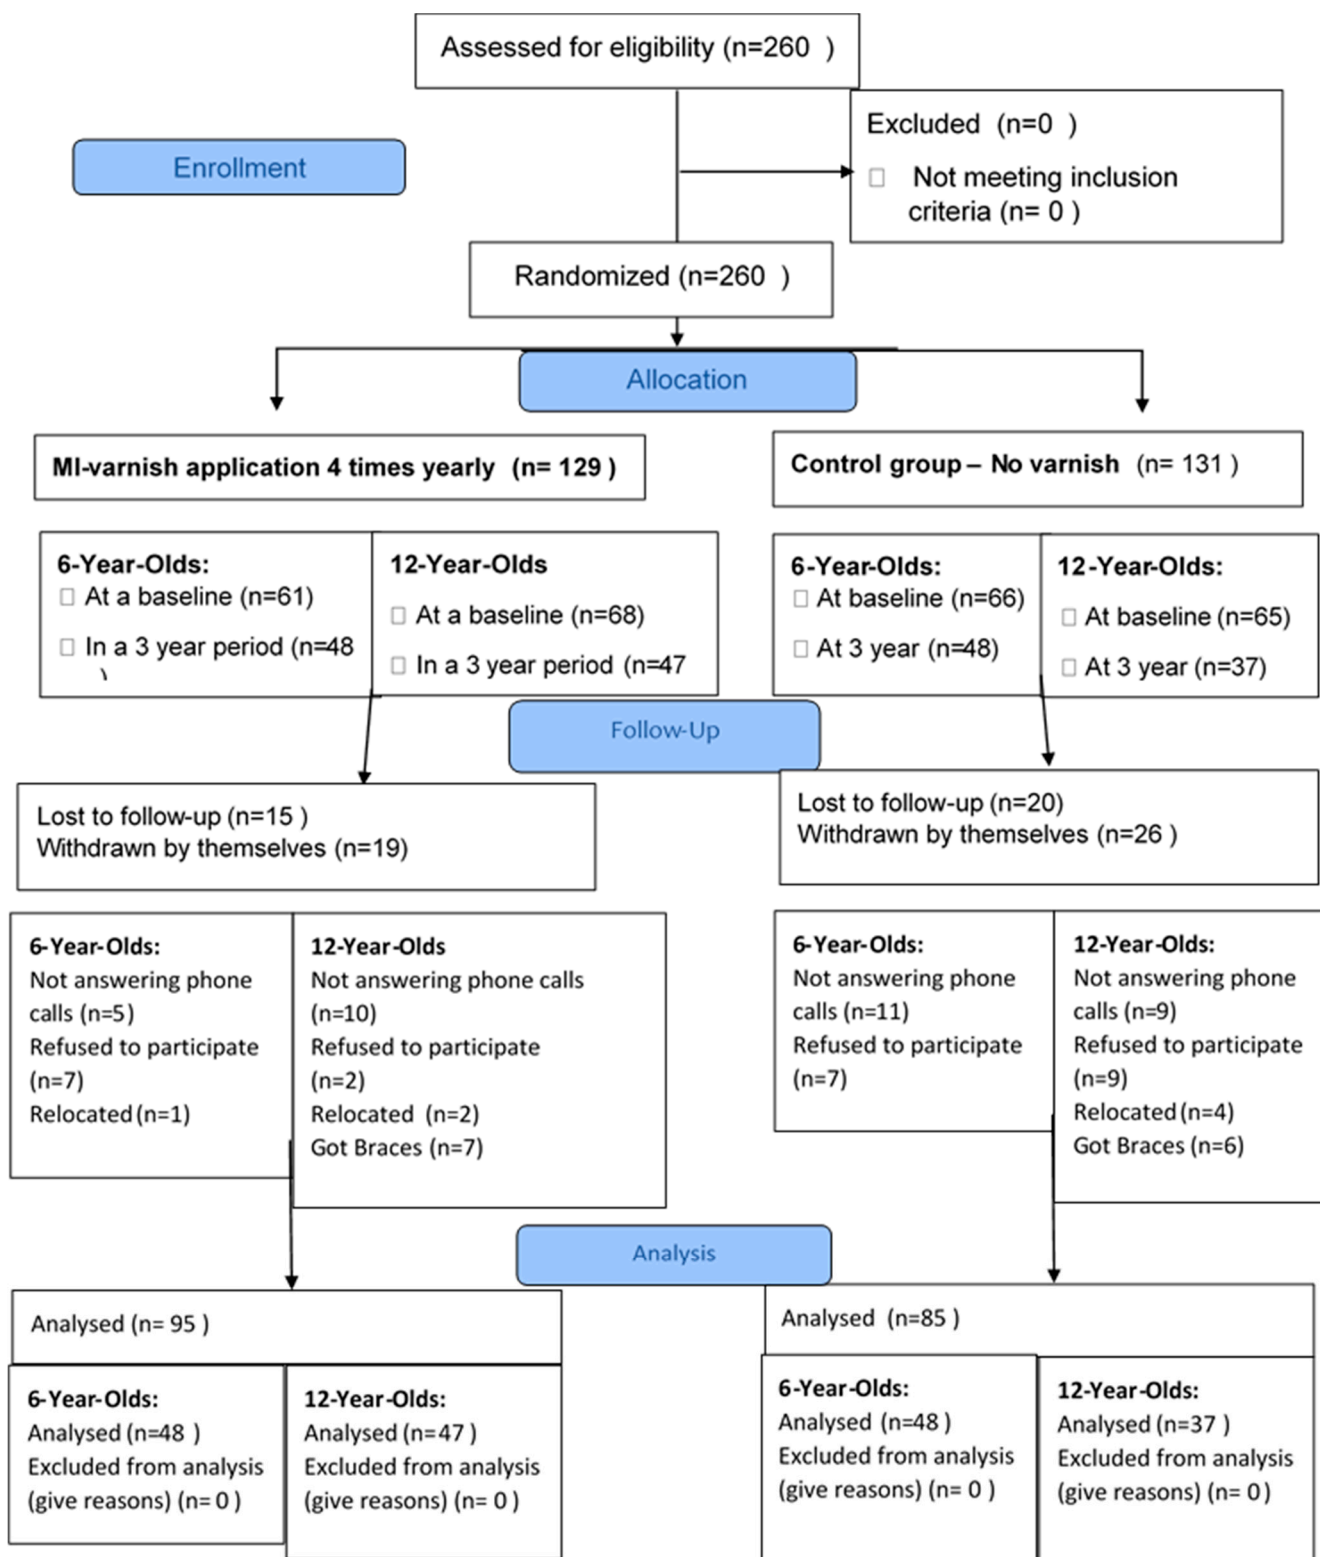 Assessed for eligibility (n=260  )
Excluded  (n=0  )
Enrollment
☐ Not meeting inclusion
criteria (n= 0 )
Randomized (n=260  )
Allocation
MI-varnish application 4 times yearly  (n= 129 )
Control group – No varnish  (n= 131 )
6-Year-Olds:
☐ At a baseline (n=61)
☐ In a 3 year period (n=48
)
12-Year-Olds
☐ At a baseline (n=68)
☐ In a 3 year period (n=47
6-Year-Olds:
☐ At baseline (n=66)
☐ At 3 year (n=48)
12-Year-Olds:
☐ At baseline (n=65)
☐ At 3 year (n=37)
Follow-Up
Lost to follow-up (n=15 )
Withdrawn by themselves (n=19)
Lost to follow-up (n=20)
Withdrawn by themselves (n=26 )
6-Year-Olds:
Not answering phone
calls (n=5)
Refused to participate
(n=7)
Relocated (n=1)
12-Year-Olds
Not answering phone calls
(n=10)
Refused to participate
(n=2)
Relocated  (n=2)
Got Braces (n=7)
6-Year-Olds:
Not answering phone
calls (n=11)
Refused to participate
(n=7)
12-Year-Olds:
Not answering phone
calls (n=9)
Refused to participate
(n=9)
Relocated (n=4)
Got Braces (n=6)
Analysis
Analysed (n= 95 )
Analysed  (n=85 )
6-Year-Olds:
Analysed (n=48 )
Excluded from analysis
(give reasons) (n= 0 )
12-Year-Olds:
Analysed (n=47 )
Excluded from analysis
(give reasons) (n= 0 )
6-Year-Olds:
Analysed (n=48 )
Excluded from analysis
(give reasons) (n= 0 )
12-Year-Olds:
Analysed (n=37 )
Excluded from analysis
(give reasons) (n= 0 )